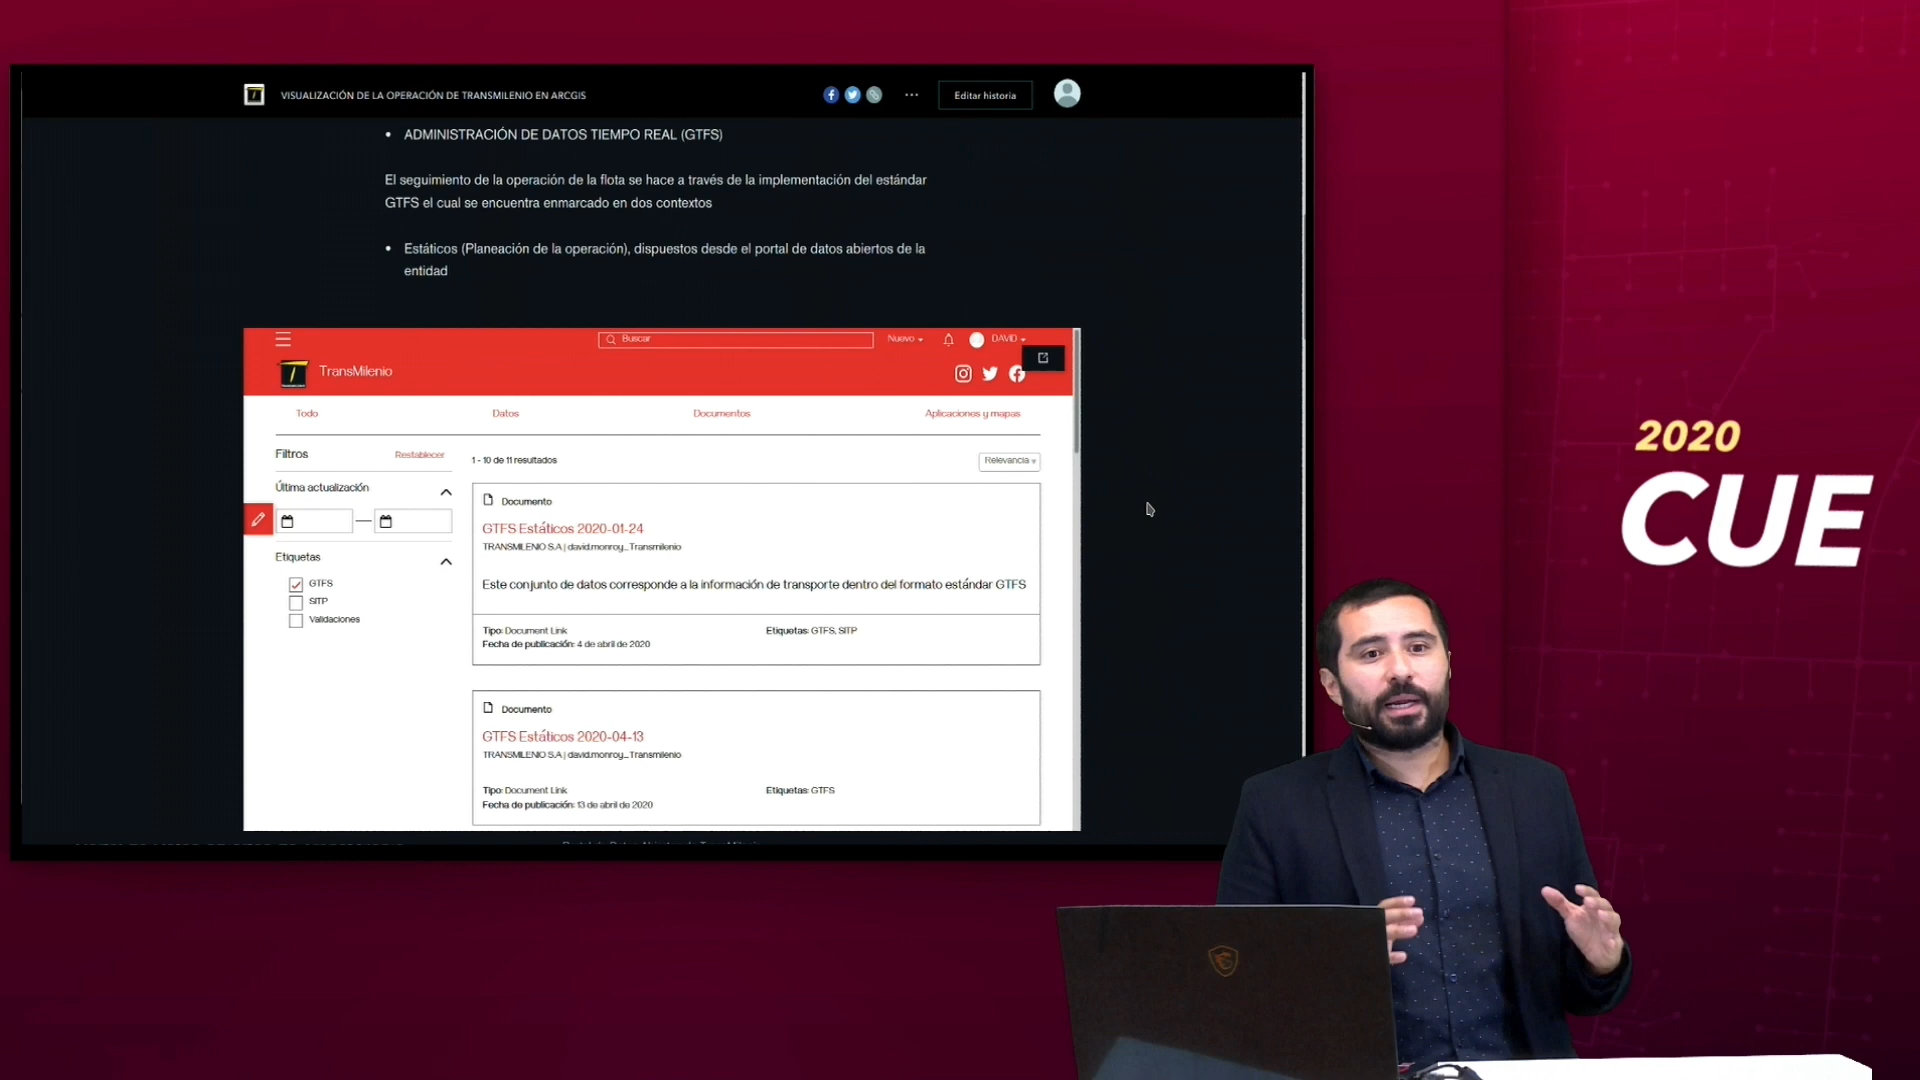 VISUALIZACIÓN DE LA OPERACIÓN DE TRANSMILENIO EN ARCGIS
Editar historia
• ADMINISTRACIÓN DE DATOS TIEMPO REAL (GTFS)
El seguimiento de la operación de la flota se hace a través de la implementación del estándar
GTFS el cual se encuentra enmarcado en dos contextos
• Estáticos (Planeación de la operación), dispuestos desde el portal de datos abiertos de la
entidad
Buscar
Nuevo
DAVID
TransMilenio
Todo
Datos
Documentos
Aplicaciones y mapas
Filtros
Restablecer
1 - 10 de 11 resultados
Relevancia
Última actualización
Etiquetas
GTFS
SITP
Validaciones
Documento
GTFS Estáticos 2020-01-24
TRANSMILENIO S.A | david.monroy_Transmilenio
Este conjunto de datos corresponde a la información de transporte dentro del formato estándar GTFS
Tipo: Document Link
Etiquetas: GTFS, SITP
Fecha de publicación: 4 de abril de 2020
Documento
GTFS Estáticos 2020-04-13
TRANSMILENIO S.A | david.monroy_Transmilenio
Tipo: Document Link
Etiquetas: GTFS
Fecha de publicación: 13 de abril de 2020
2020
CUE